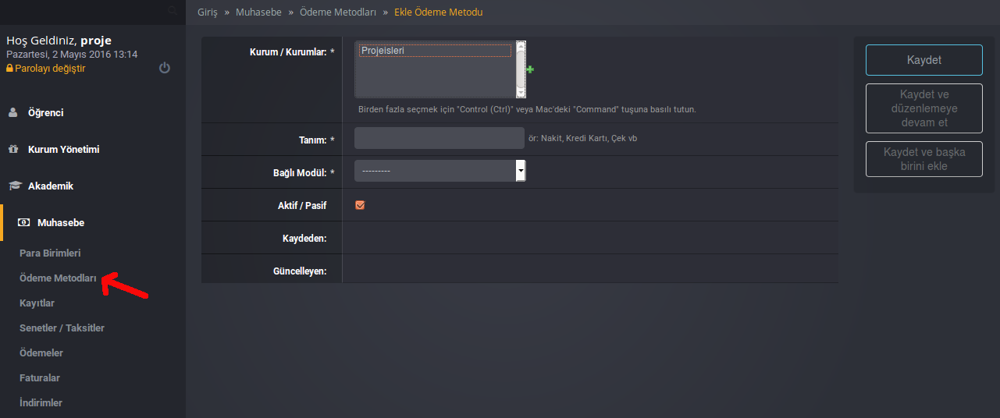 Giriş » Muhasebe » Ödeme Metodları » Ekle Ödeme Metodu
Hoş Geldiniz, proje
Pazartesi, 2 Mayıs 2016 13:14
Parolayı değiştir
Öğrenci
Kurum Yönetimi
Akademik
Muhasebe
Para Birimleri
Ödeme Metodları
Kayıtlar
Senetler / Taksitler
Ödemeler
Faturalar
İndirimler
Kurum / Kurumlar: *
Projeisleri
Birden fazla seçmek için "Control (Ctrl)" veya Mac'deki "Command" tuşuna basılı tutun.
Tanım: *
ör: Nakit, Kredi Kartı, Çek vb
Bağlı Modül: *
---------
Aktif / Pasif
Kaydeden:
Güncelleyen:
Kaydet
Kaydet ve
düzenlemeye
devam et
Kaydet ve başka
birini ekle